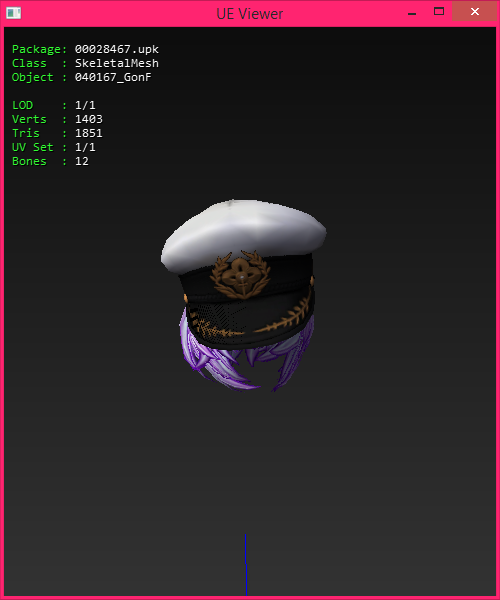 UE Viewer
Package: 00028467.upk
Class  : SkeletalMesh
Object : 040167_GonF
LOD    : 1/1
Verts  : 1403
Tris   : 1851
UV Set : 1/1
Bones  : 12